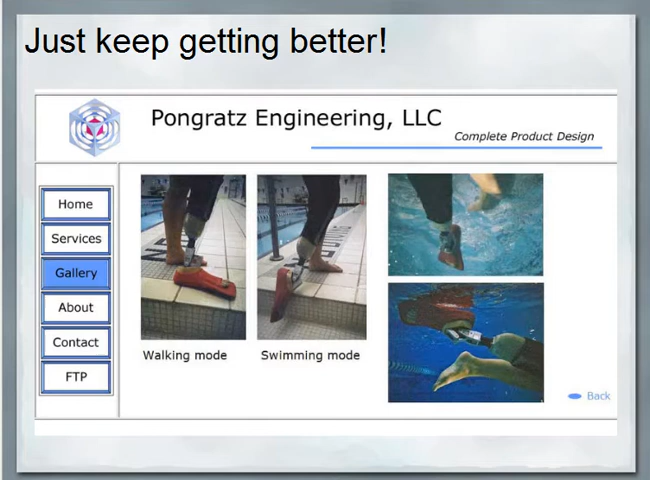 Just keep getting better!
Pongratz Engineering, LLC
Complete Product Design
Home
Services
Gallery
About
Contact
FTP
Walking mode
Swimming mode
Back